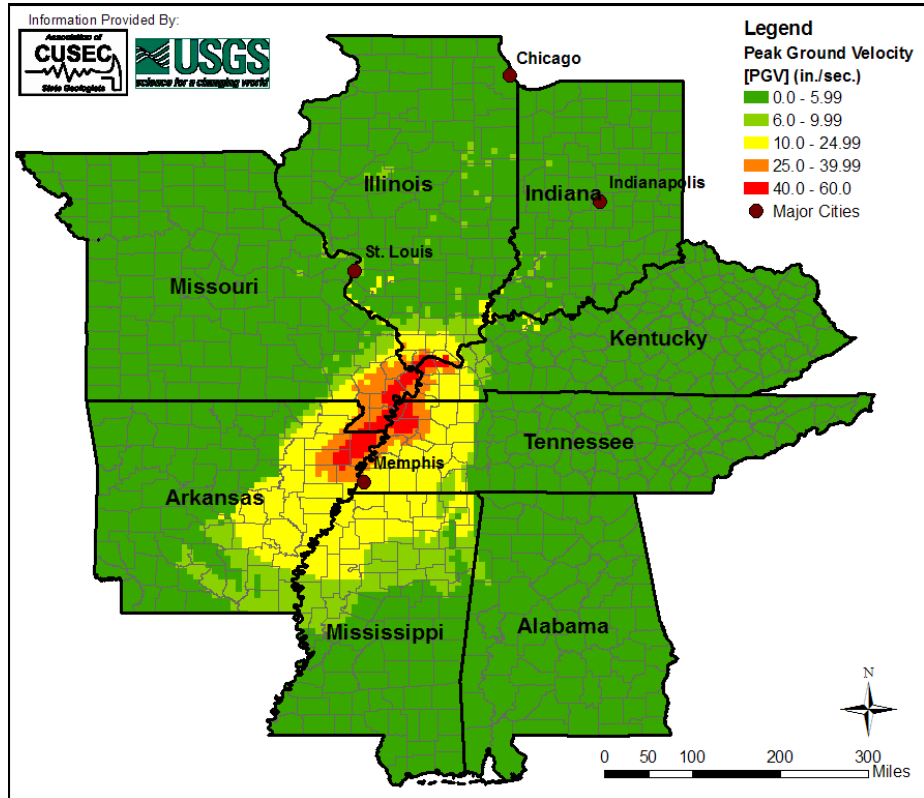 Information Provided By:
Association of
CUSEC
State Geologists
USGS
science for a changing world
Legend
Peak Ground Velocity
[PGV] (in./sec.)
0.0 - 5.99
6.0 - 9.99
10.0 - 24.99
25.0 - 39.99
40.0 - 60.0
Major Cities
Chicago
Illinois
Indiana
Indianapolis
St. Louis
Missouri
Kentucky
Tennessee
Memphis
Arkansas
Mississippi
Alabama
N
0 50 100 200 300
Miles